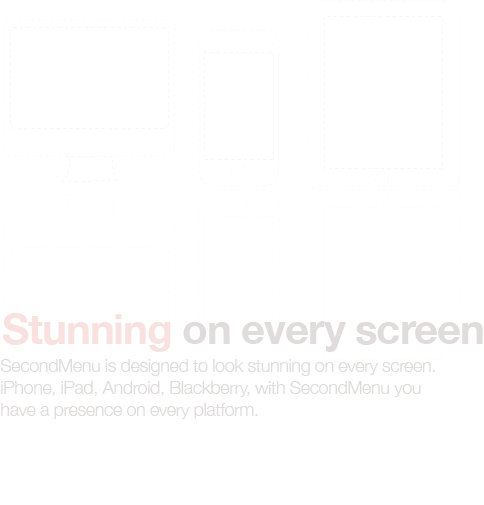 Stunning on every screen
SecondMenu is designed to look stunning on every screen.
iPhone, iPad, Android, Blackberry, with SecondMenu you
have a presence on every platform.